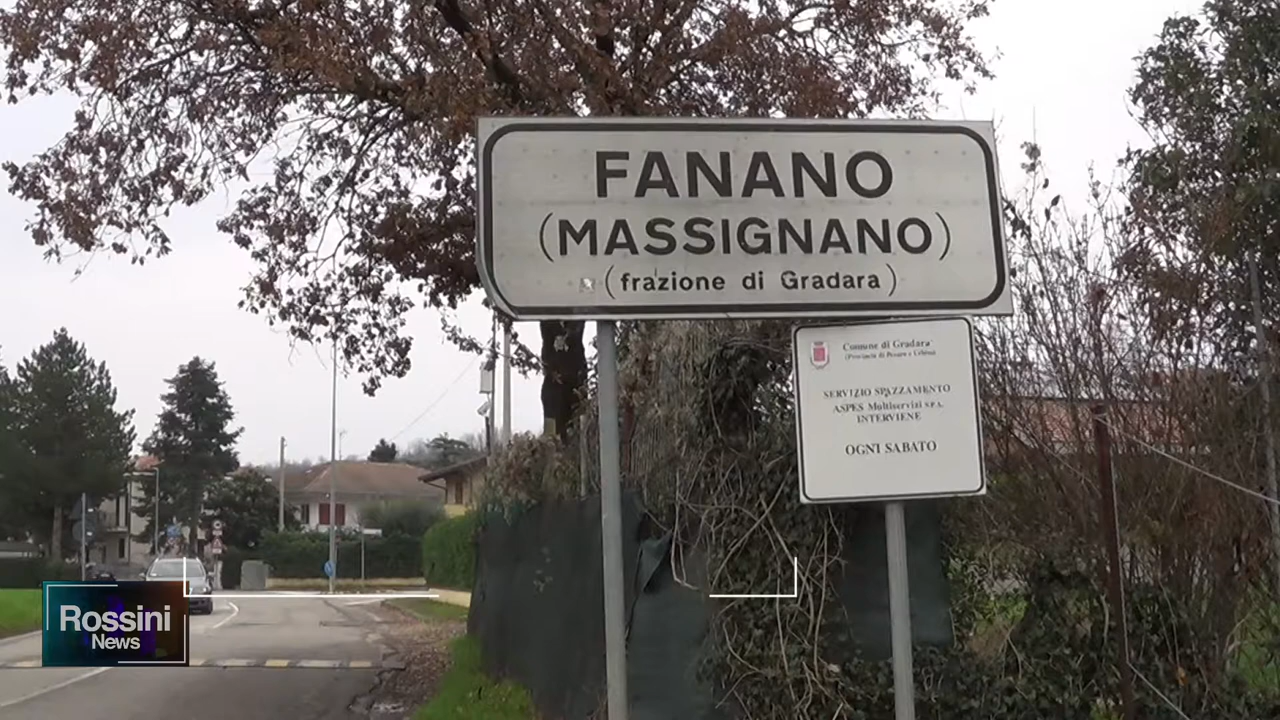 FANANO
(MASSIGNANO)
(frazione di Gradara)
Comune di Gradara
(Provincia di Pesaro e Urbino)
SERVIZIO SPAZZAMENTO
ASPES Multiservizi s.p.a.
INTERVIENE
OGNI SABATO
Rossini
News